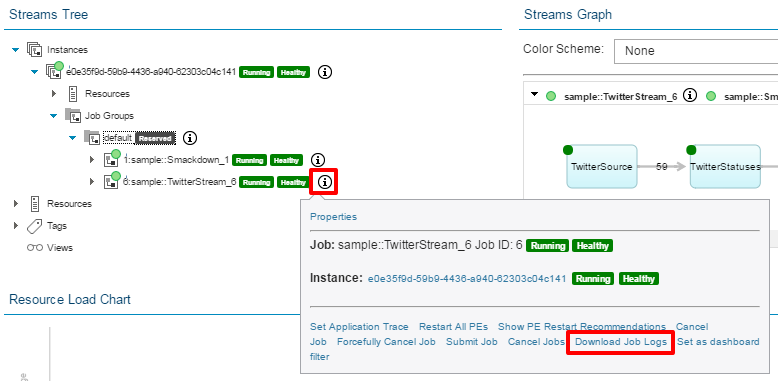 Streams Tree
Instances
e0e35f9d-59b9-4436-a940-62303c04c141 Running Healthy
Resources
Job Groups
default Reserved
1:sample::Smackdown_1 Running Healthy
6:sample::TwitterStream_6 Running Healthy
Resources
Tags
Views
Resource Load Chart
Streams Graph
Color Scheme: None
sample::TwitterStream_6 sample::Sm
TwitterSource 59 TwitterStatuses
Properties
Job: sample::TwitterStream_6 Job ID: 6 Running Healthy
Instance: e0e35f9d-59b9-4436-a940-62303c04c141 Running Healthy
Set Application Trace Restart All PEs Show PE Restart Recommendations Cancel
Job Forcefully Cancel Job Submit Job Cancel Jobs Download Job Logs Set as dashboard
filter